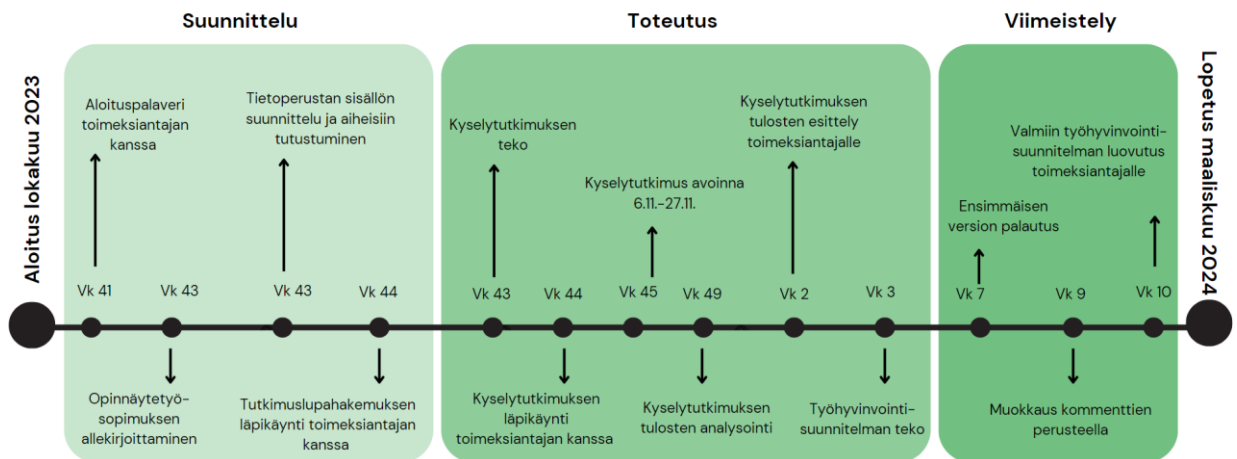 Suunnittelu
Toteutus
Viimeistely
Aloitus lokakuu 2023
Aloituspalaveri
toimeksiantajan
kanssa
Tietoperustan sisällön
suunnittelu ja aiheisiin
tutustuminen
Kyselytutkimuksen
teko
Kyselytutkimus avoinna
6.11.-27.11.
Kyselytutkimuksen
tulosten esittely
toimeksiantajalle
Ensimmäisen
version palautus
Valmiin työhyvinvointi-
suunnitelman luovutus
toimeksiantajalle
Lopetus maaliskuu 2024
Vk 41
Vk 43
Vk 43
Vk 44
Vk 43
Vk 44
Vk 45
Vk 49
Vk 2
Vk 3
Vk 7
Vk 9
Vk 10
Opinnäytetyö-
sopimuksen
allekirjoittaminen
Tutkimuslupahakemuksen
läpikäynti toimeksiantajan
kanssa
Kyselytutkimuksen
läpikäynti
toimeksiantajan kanssa
Kyselytutkimuksen
tulosten analysointi
Työhyvinvointi-
suunnitelman teko
Muokkaus kommenttien
perusteella